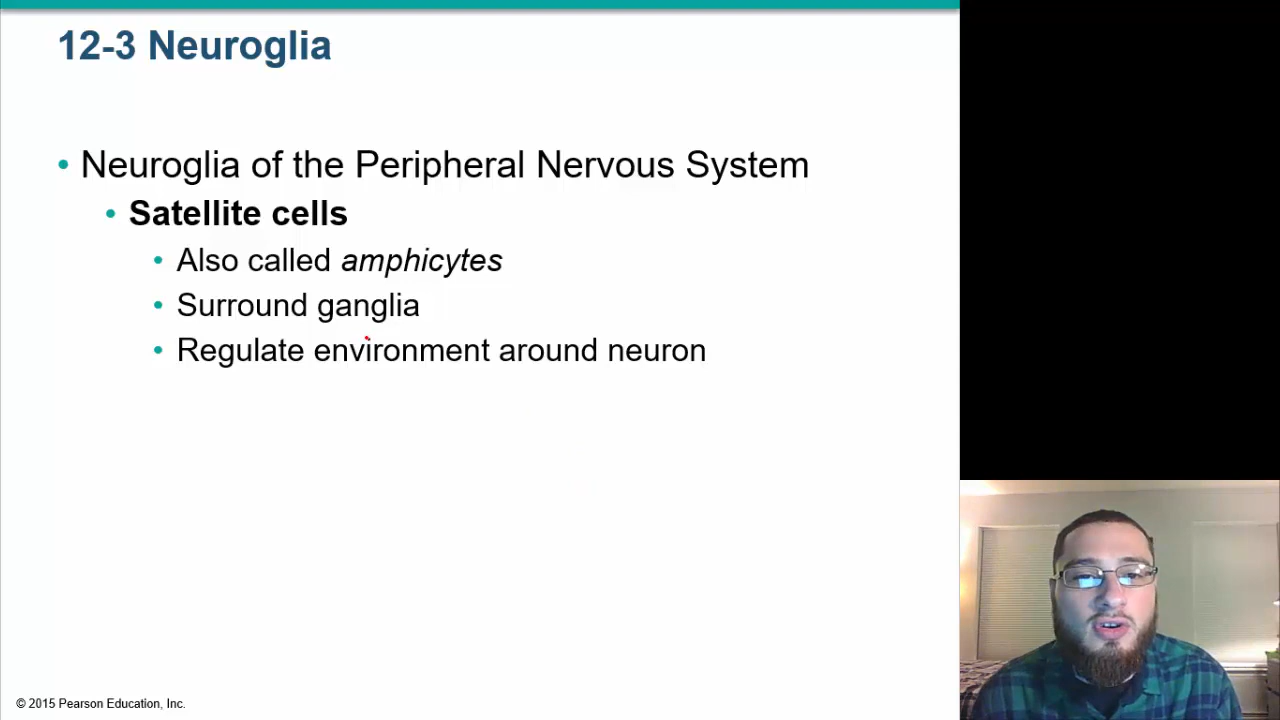 12-3 Neuroglia
• Neuroglia of the Peripheral Nervous System
• Satellite cells
• Also called amphicytes
• Surround ganglia
• Regulate environment around neuron
© 2015 Pearson Education, Inc.